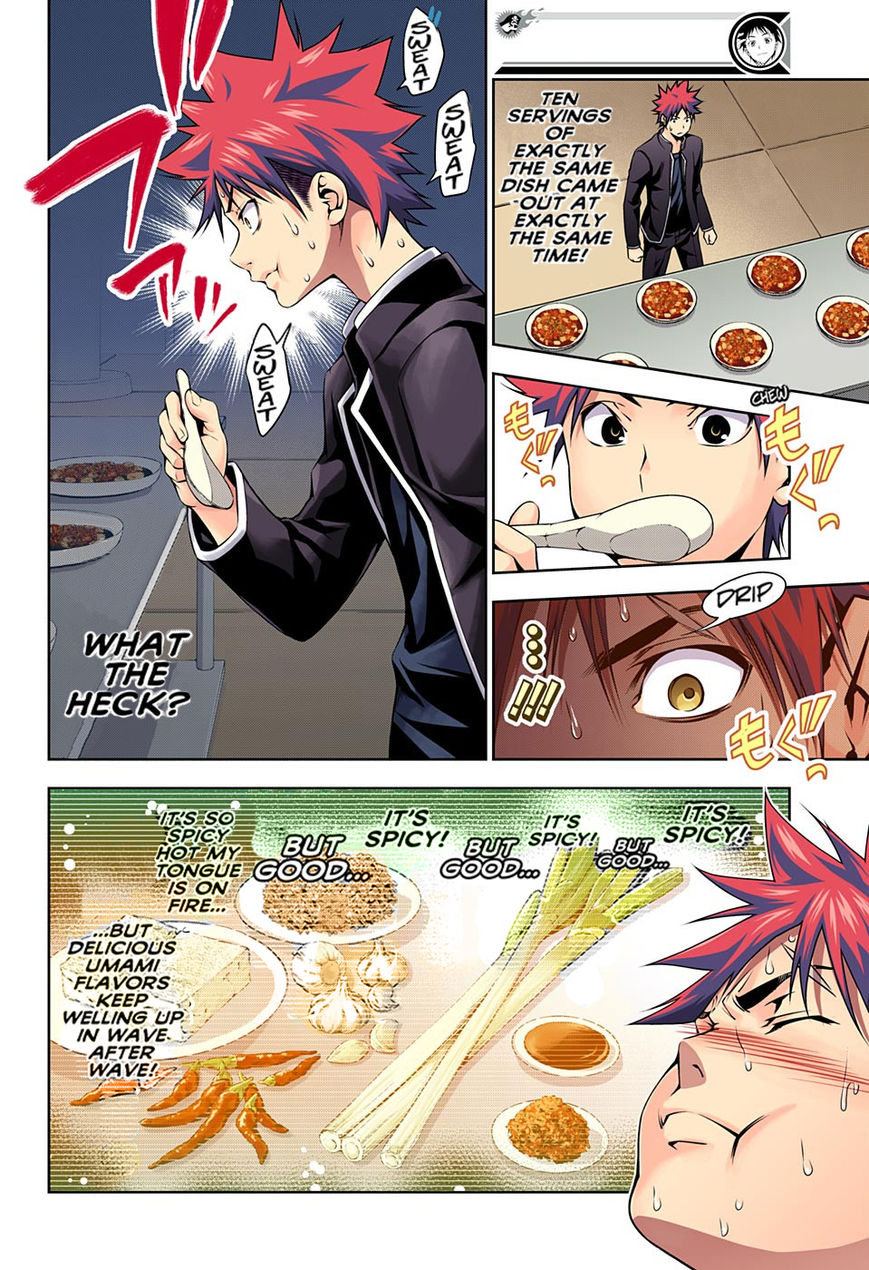 TEN
SERVINGS
OF
EXACTLY
THE SAME
DISH CAME
OUT AT
EXACTLY
THE SAME
TIME!
CHEW
もぐっ
もぐっ
DRIP
…!!!
もぐっ
SWEAT
SWEAT
SWEAT
WHAT
THE
HECK?
IT'S
SPICY!
BUT
GOOD...
IT'S
SPICY!
BUT
GOOD...
IT'S
SPICY!
BUT
GOOD...
IT'S SO
SPICY
HOT MY
TONGUE
IS ON
FIRE...
...BUT
DELICIOUS
UMAMI
FLAVORS
KEEP
WELLING UP
IN WAVE
AFTER
WAVE!